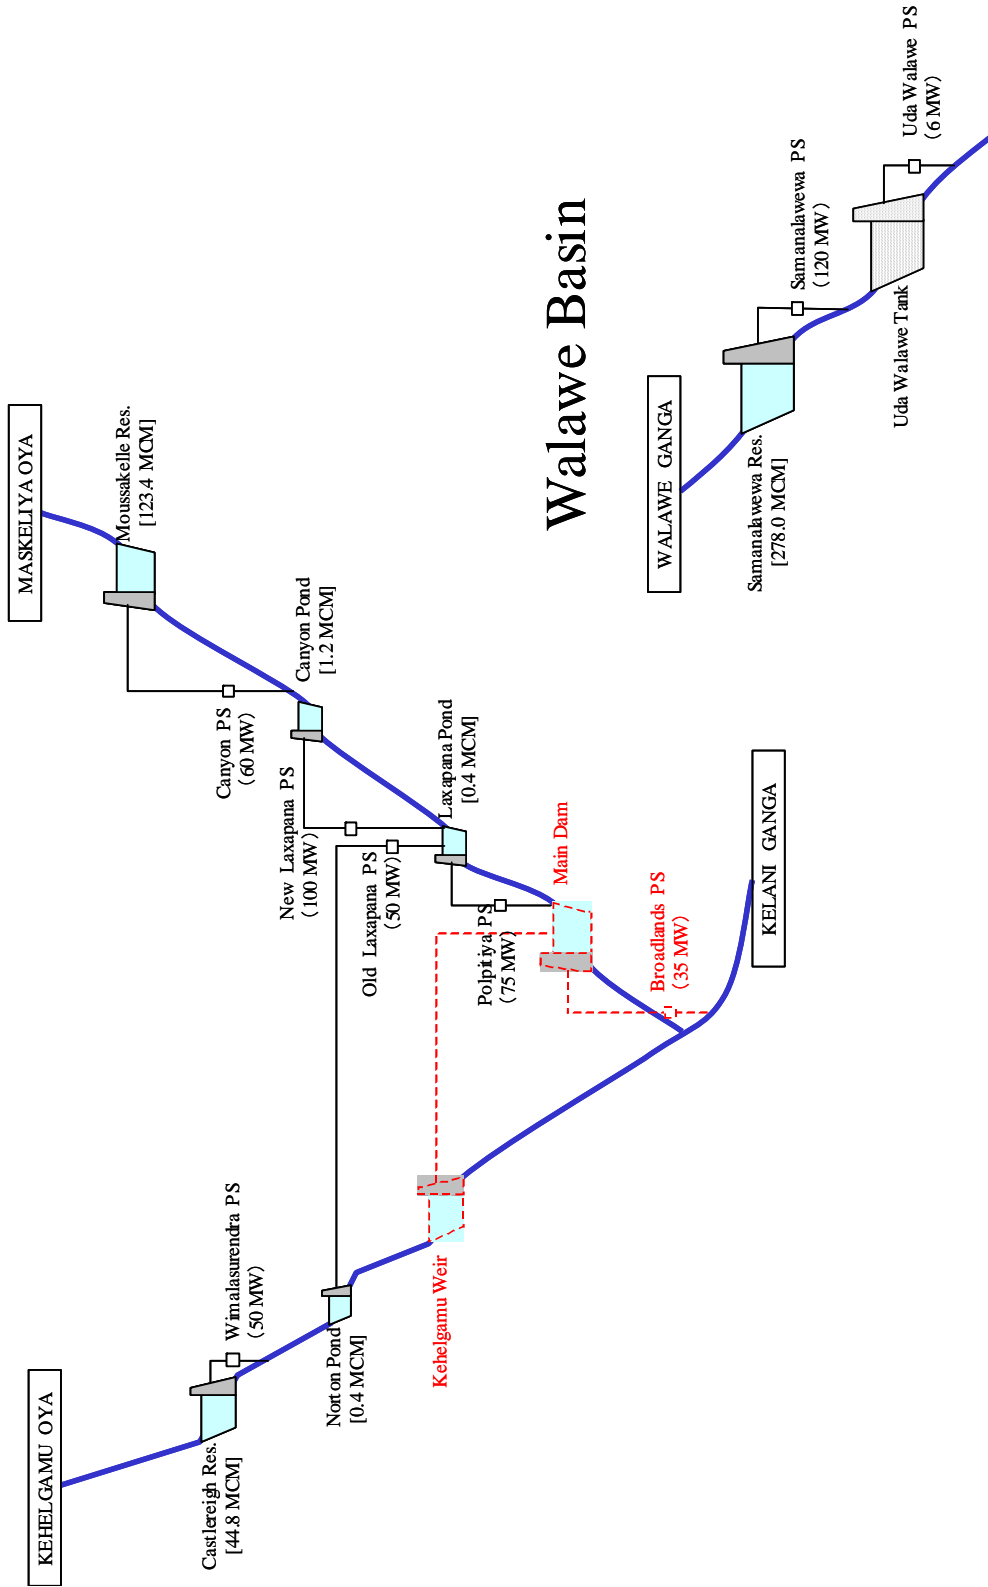 KEHELGAMU OYA
Castlereigh Res.
[44.8 MCM]
Wimalasurendra PS
(50 MW)
Norton Pond
[0.4 MCM]
Kehelgamu Weir
MASKELIYA OYA
Moussakelle Res.
[123.4 MCM]
Canyon PS
(60 MW)
Canyon Pond
[1.2 MCM]
New Laxapana PS
(100 MW)
Old Laxapana PS
(50 MW)
Laxapana Pond
[0.4 MCM]
Polpitiya PS
(75 MW)
Main Dam
Broadlands PS
(35 MW)
KELANI GANGA
Walawe Basin
WALAWE GANGA
Samanalawewa Res.
[278.0 MCM]
Samanalawewa PS
(120 MW)
Uda Walawe Tank
Uda Walawe PS
(6 MW)